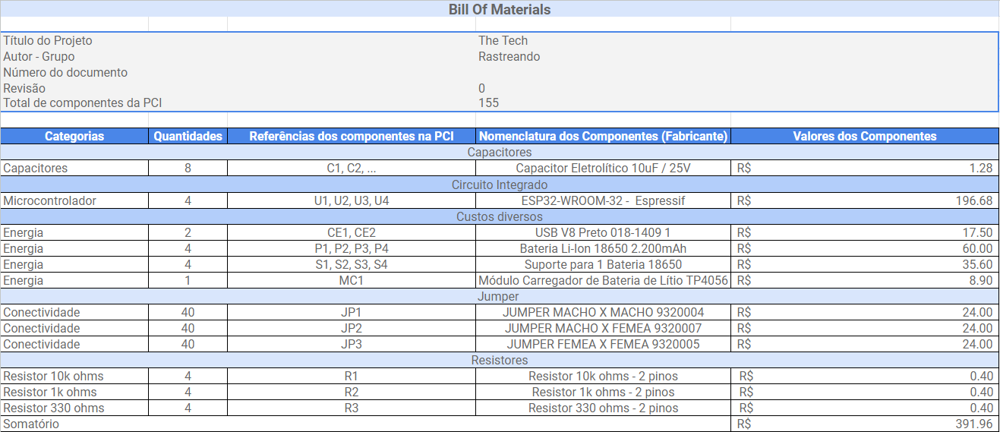 Bill Of Materials
Título do Projeto The Tech
Autor - Grupo Rastreando
Número do documento
Revisão 0
Total de componentes da PCI 155
Categorias Quantidades Referências dos componentes na PCI Nomenclatura dos Componentes (Fabricante) Valores dos Componentes
Capacitores
Capacitores 8 C1, C2, ... Capacitor Eletrolítico 10uF / 25V R$ 1.28
Circuito Integrado
Microcontrolador 4 U1, U2, U3, U4 ESP32-WROOM-32 - Espressif R$ 196.68
Custos diversos
Energia 2 CE1, CE2 USB V8 Preto 018-1409 1 R$ 17.50
Energia 4 P1, P2, P3, P4 Bateria Li-Ion 18650 2.200mAh R$ 60.00
Energia 4 S1, S2, S3, S4 Suporte para 1 Bateria 18650 R$ 35.60
Energia 1 MC1 Módulo Carregador de Bateria de Lítio TP4056 R$ 8.90
Jumper
Conectividade 40 JP1 JUMPER MACHO X MACHO 9320004 R$ 24.00
Conectividade 40 JP2 JUMPER MACHO X FEMEA 9320007 R$ 24.00
Conectividade 40 JP3 JUMPER FEMEA X FEMEA 9320005 R$ 24.00
Resistores
Resistor 10k ohms 4 R1 Resistor 10k ohms - 2 pinos R$ 0.40
Resistor 1k ohms 4 R2 Resistor 1k ohms - 2 pinos R$ 0.40
Resistor 330 ohms 4 R3 Resistor 330 ohms - 2 pinos R$ 0.40
Somatório R$ 391.96